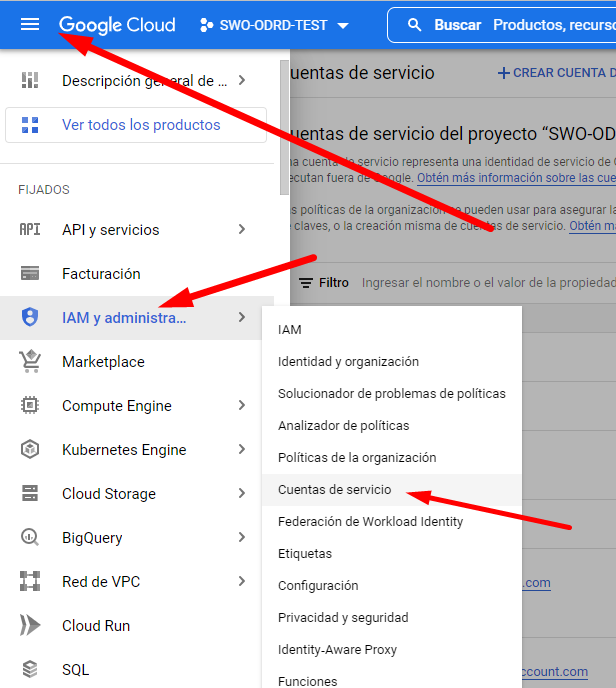 Google Cloud
SWO-ODRD-TEST
Buscar Productos, recurso
Descripción general de ...
Ver todos los productos
FIJADOS
API y servicios
Facturación
IAM y administra...
Marketplace
Compute Engine
Kubernetes Engine
Cloud Storage
BigQuery
Red de VPC
Cloud Run
SQL
uentas de servicio
CREAR CUENTA D
uentas de servicio del proyecto “SWO-OD
na cuenta de servicio representa una identidad de servicio de G
ecutan fuera de Google. Obtén más información sobre las cue
s políticas de la organización se pueden usar para asegurar la
e claves, o la creación misma de cuentas de servicio. Obtén m
Filtro Ingresar el nombre o el valor de la propiedad
IAM
Identidad y organización
Solucionador de problemas de políticas
Analizador de políticas
Políticas de la organización
Cuentas de servicio
Federación de Workload Identity
Etiquetas
Configuración
Privacidad y seguridad
Identity-Aware Proxy
Funciones
.com
ccount.com